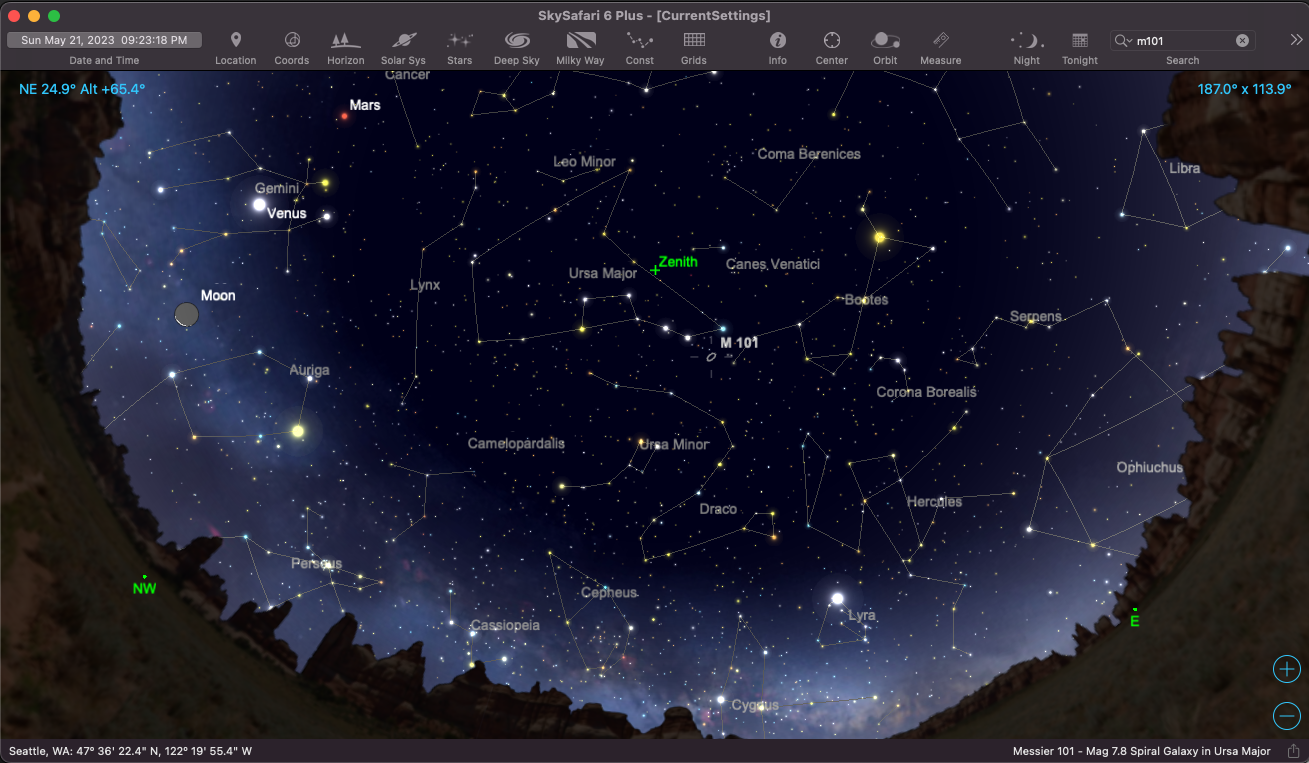 SkySafari 6 Plus - [CurrentSettings]
Sun May 21, 2023 09:23:18 PM
m101
Date and Time Location Coords Horizon Solar Sys Stars Deep Sky Milky Way Const Grids Info Center Orbit Measure Night Tonight Search
Cancer
NE 24.9° Alt +65.4°
187.0° x 113.9°
Mars
Leo Minor
Coma Berenices
Libra
Gemini
Venus
Zenith
Ursa Major
Canes Venatici
Lynx
Moon
Bootes
Serpens
M 101
Auriga
Corona Borealis
Camelopardalis
Ursa Minor
Ophiuchus
Draco
Hercules
Perseus
NW
Cepheus
Lyra
E
Cassiopeia
Cygnus
Seattle, WA: 47° 36' 22.4" N, 122° 19' 55.4" W
Messier 101 - Mag 7.8 Spiral Galaxy in Ursa Major